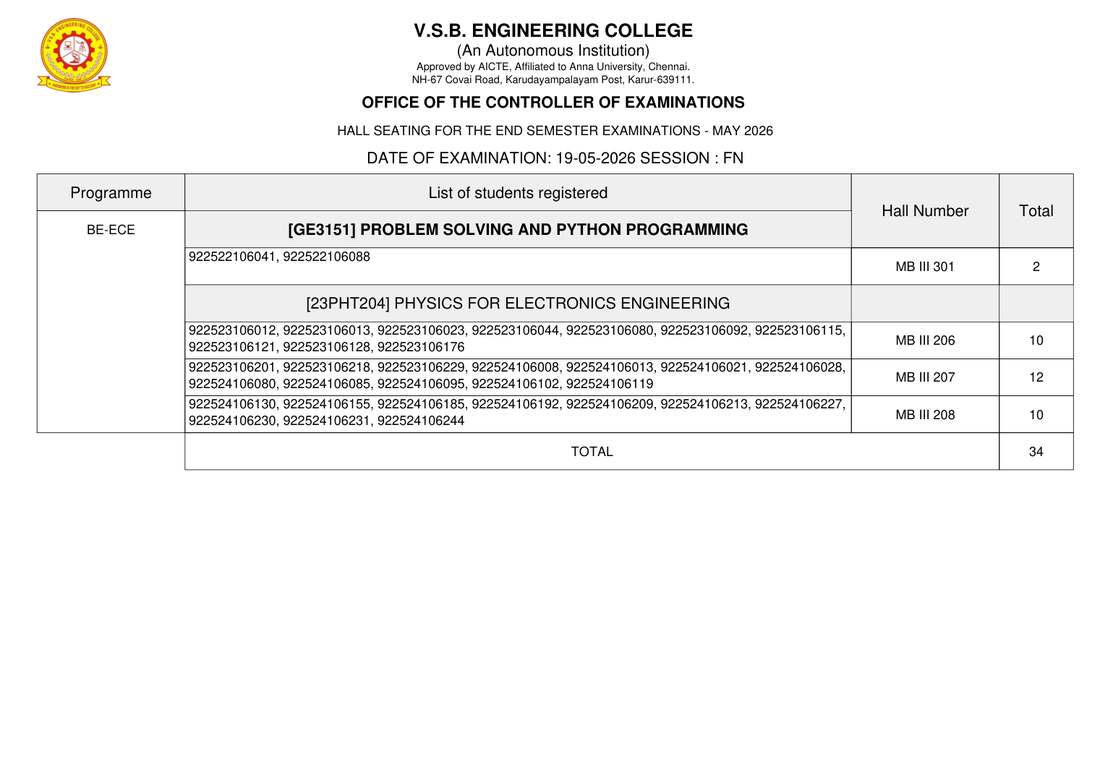 V.S.B. ENGINEERING COLLEGE
(An Autonomous Institution)
Approved by AICTE, Affiliated to Anna University, Chennai.
NH-67 Covai Road, Karudayampalayam Post, Karur-639111.
OFFICE OF THE CONTROLLER OF EXAMINATIONS
HALL SEATING FOR THE END SEMESTER EXAMINATIONS - MAY 2026
DATE OF EXAMINATION: 19-05-2026 SESSION : FN
Programme List of students registered Hall Number Total
BE-ECE [GE3151] PROBLEM SOLVING AND PYTHON PROGRAMMING
922522106041, 922522106088 MB III 301 2
[23PHT204] PHYSICS FOR ELECTRONICS ENGINEERING
922523106012, 922523106013, 922523106023, 922523106044, 922523106080, 922523106092, 922523106115,
922523106121, 922523106128, 922523106176 MB III 206 10
922523106201, 922523106218, 922523106229, 922524106008, 922524106013, 922524106021, 922524106028,
922524106080, 922524106085, 922524106095, 922524106102, 922524106119 MB III 207 12
922524106130, 922524106155, 922524106185, 922524106192, 922524106209, 922524106213, 922524106227,
922524106230, 922524106231, 922524106244 MB III 208 10
TOTAL 34